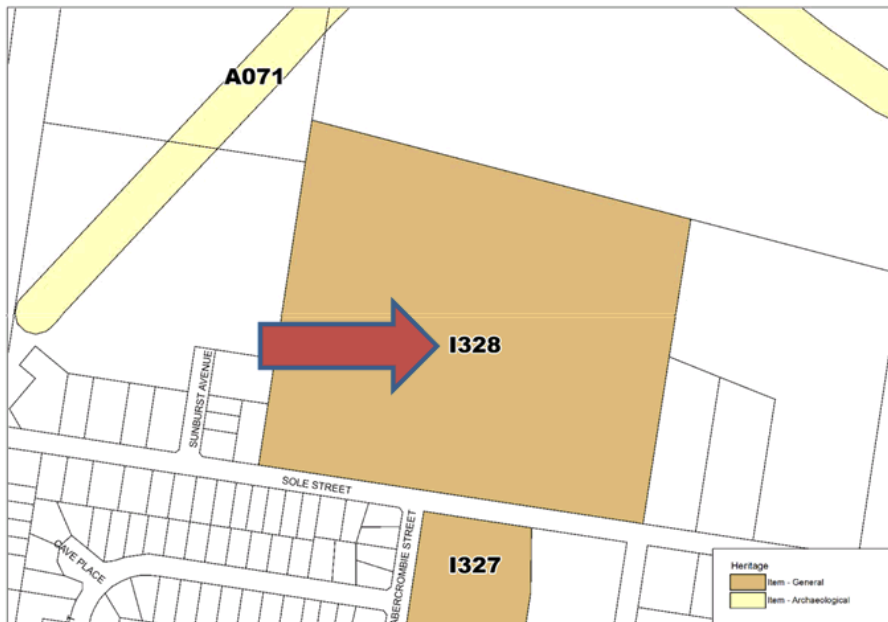 A071
I328
SUNBURST AVENUE
SOLE STREET
ABERCROMBIE STREET
CAVE PLACE
I327
Heritage
Item - General
Item - Archaeological